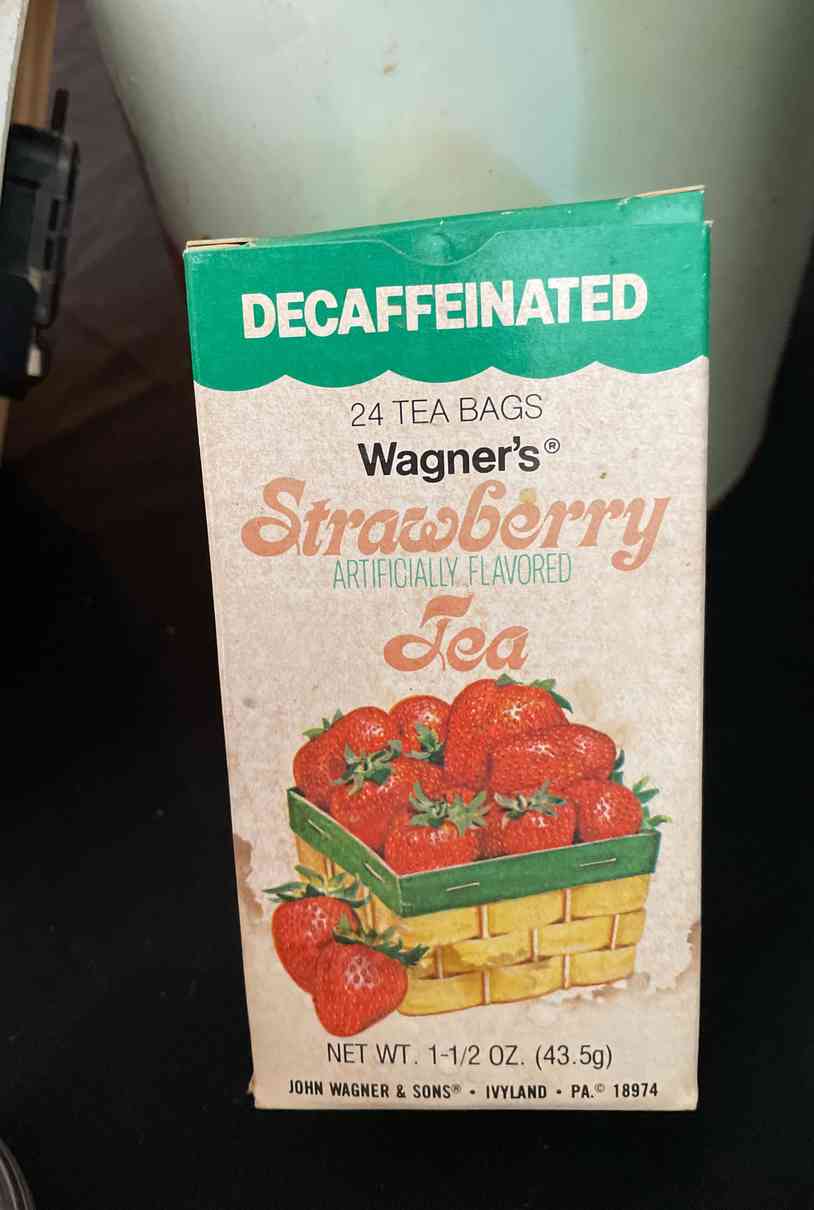 DECAFFEINATED
24 TEA BAGS
Wagner's®
Strawberry
ARTIFICIALLY FLAVORED
Tea
NET WT. 1-1/2 OZ. (43.5g)
JOHN WAGNER & SONS® • IVYLAND • PA.© 18974